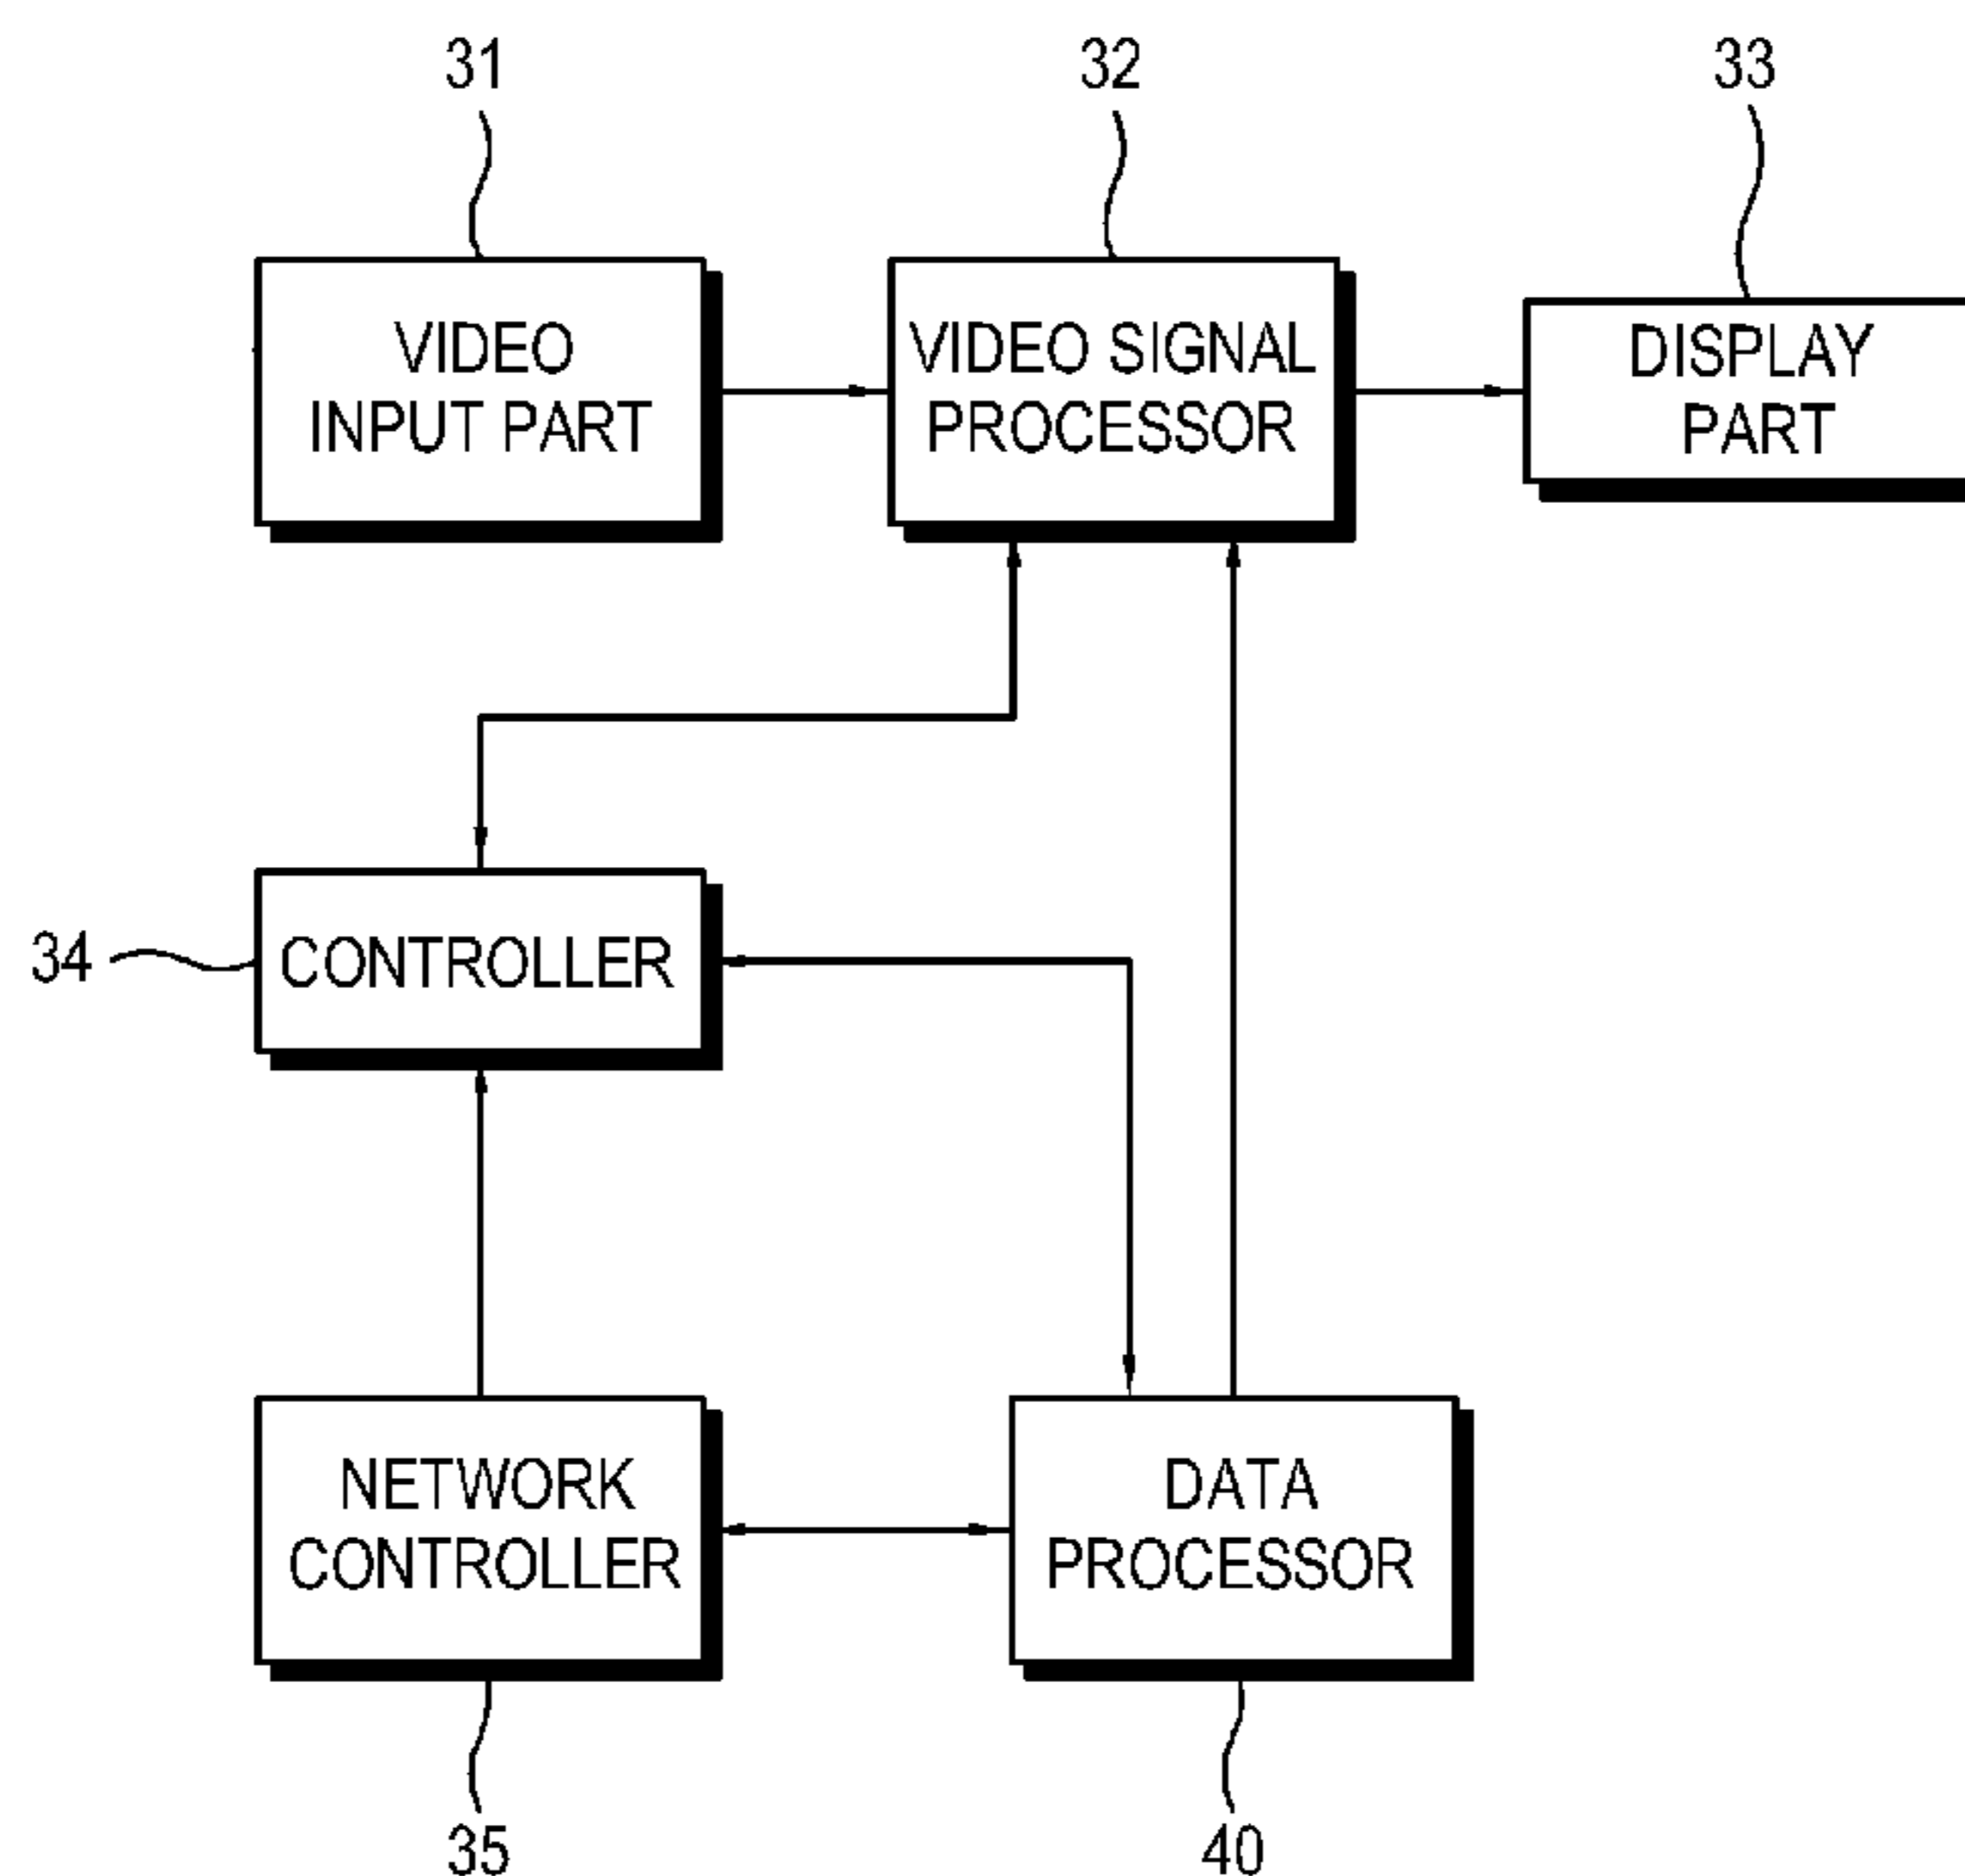 31
32
33
VIDEO
INPUT PART
VIDEO SIGNAL
PROCESSOR
DISPLAY
PART
34
CONTROLLER
NETWORK
CONTROLLER
DATA
PROCESSOR
35
40